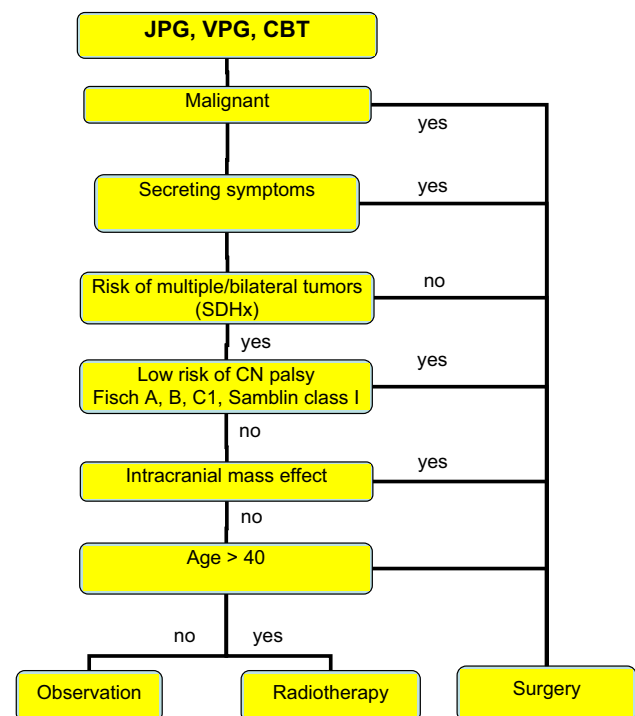 JPG, VPG, CBT
Malignant
yes
Secreting symptoms
yes
Risk of multiple/bilateral tumors
(SDHx)
no
yes
Low risk of CN palsy
Fisch A, B, C1, Samblin class I
yes
no
Intracranial mass effect
yes
no
Age > 40
no
yes
Observation
Radiotherapy
Surgery